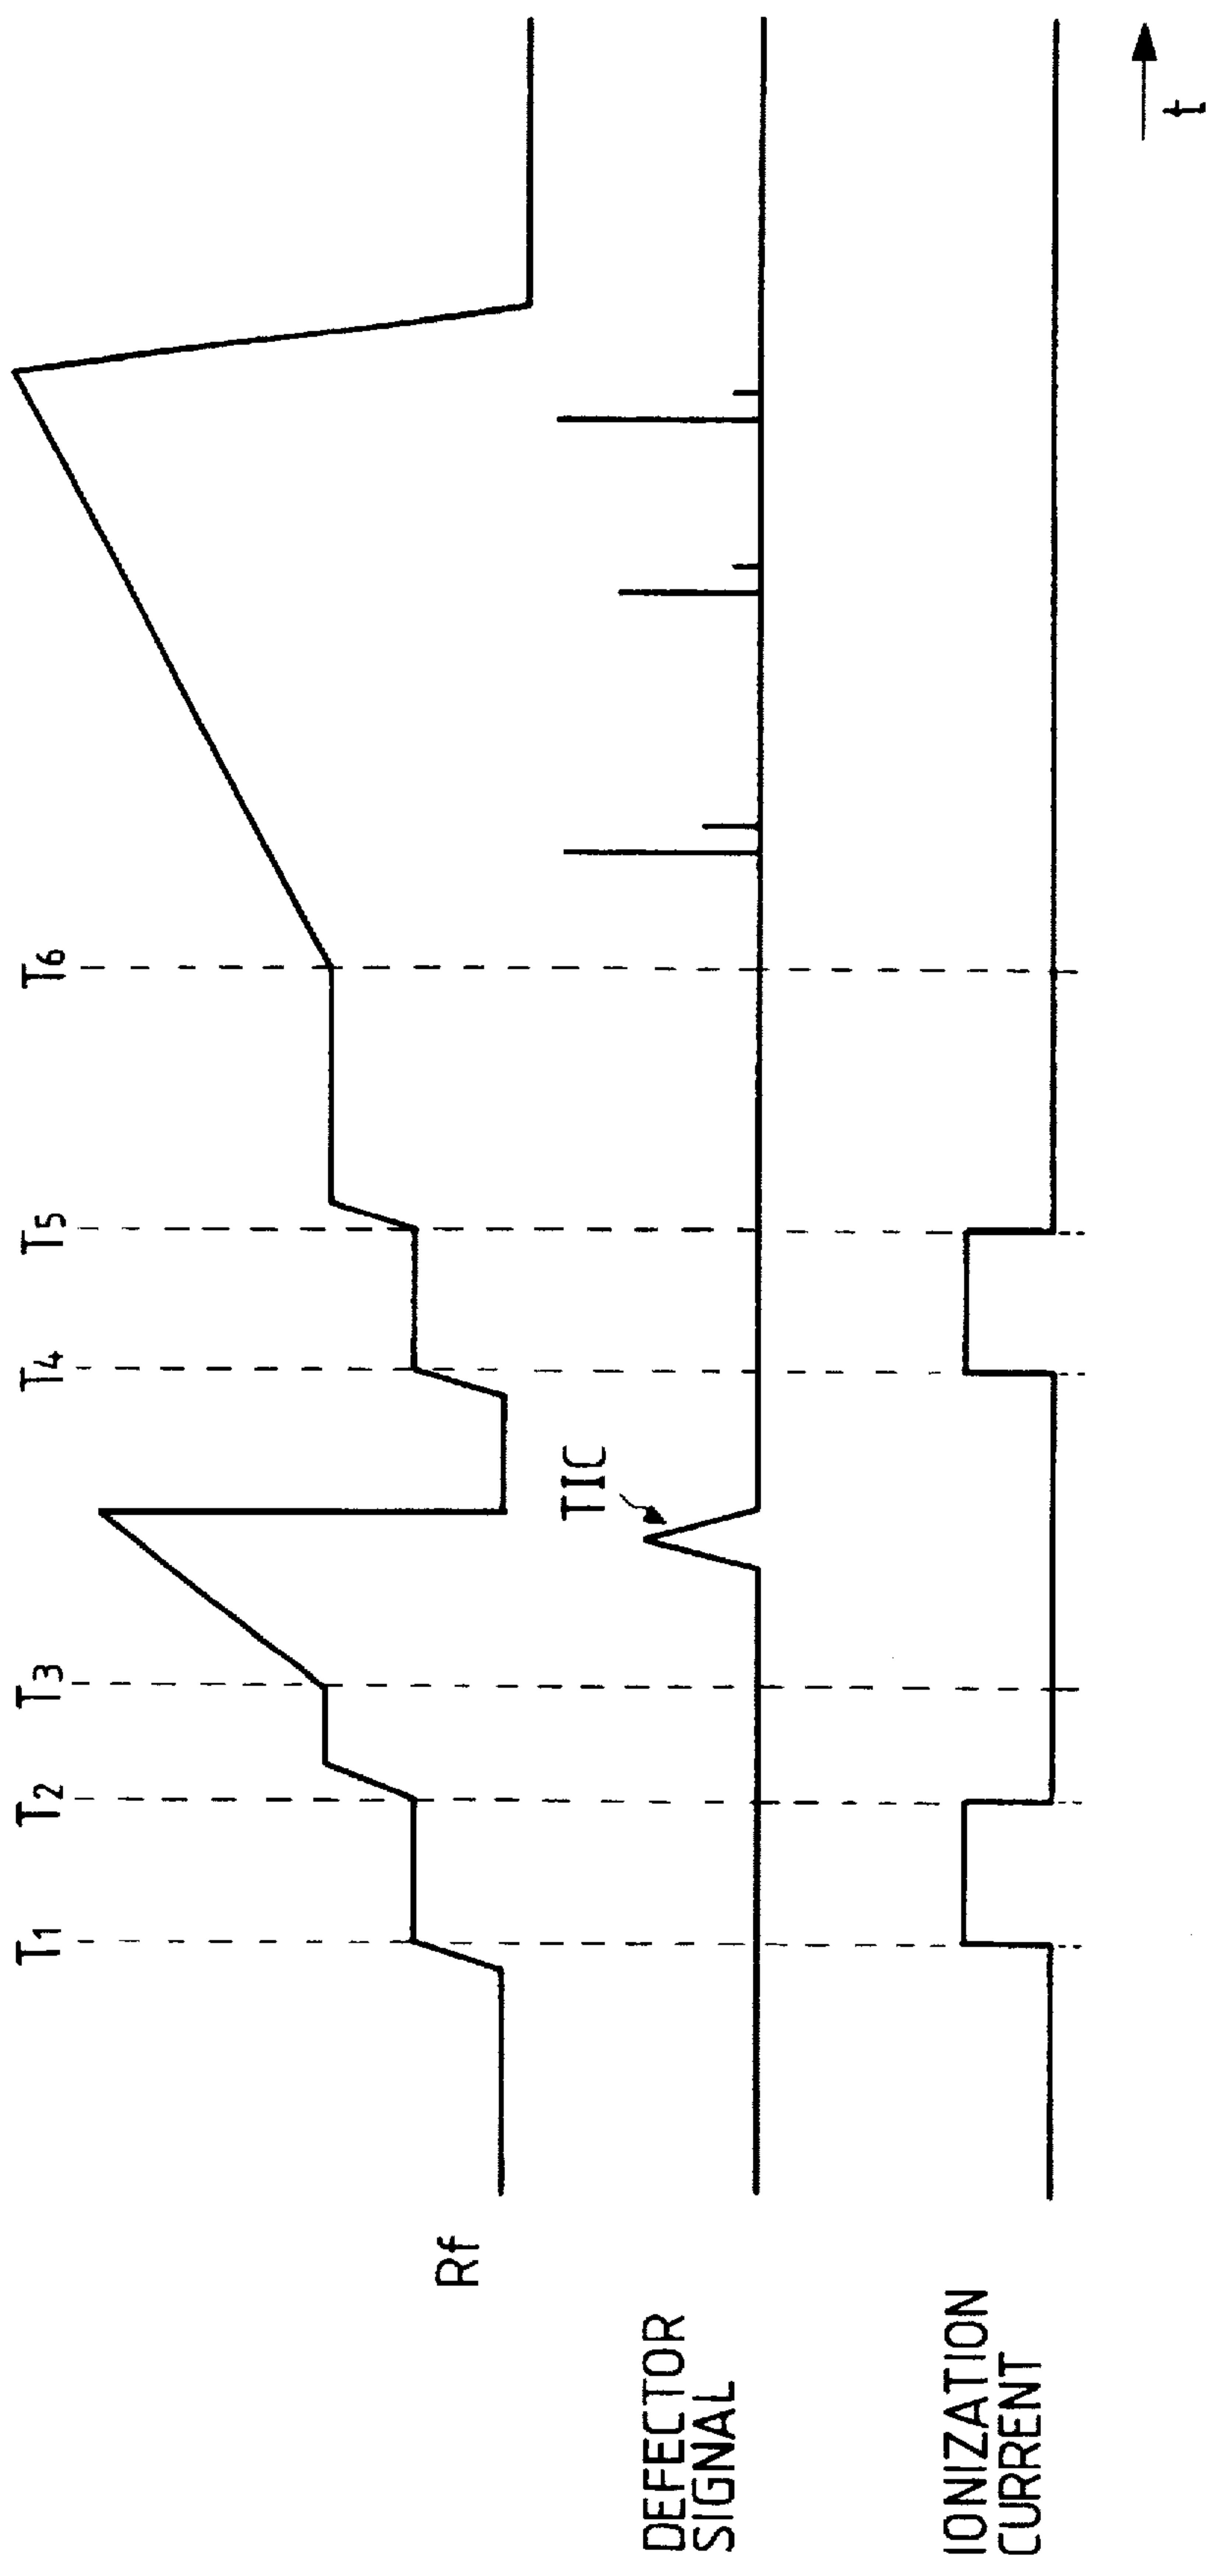 T1
T2
T3
T4
T5
T6
Rf
TIC
DEFECTOR
SIGNAL
IONIZATION
CURRENT
t